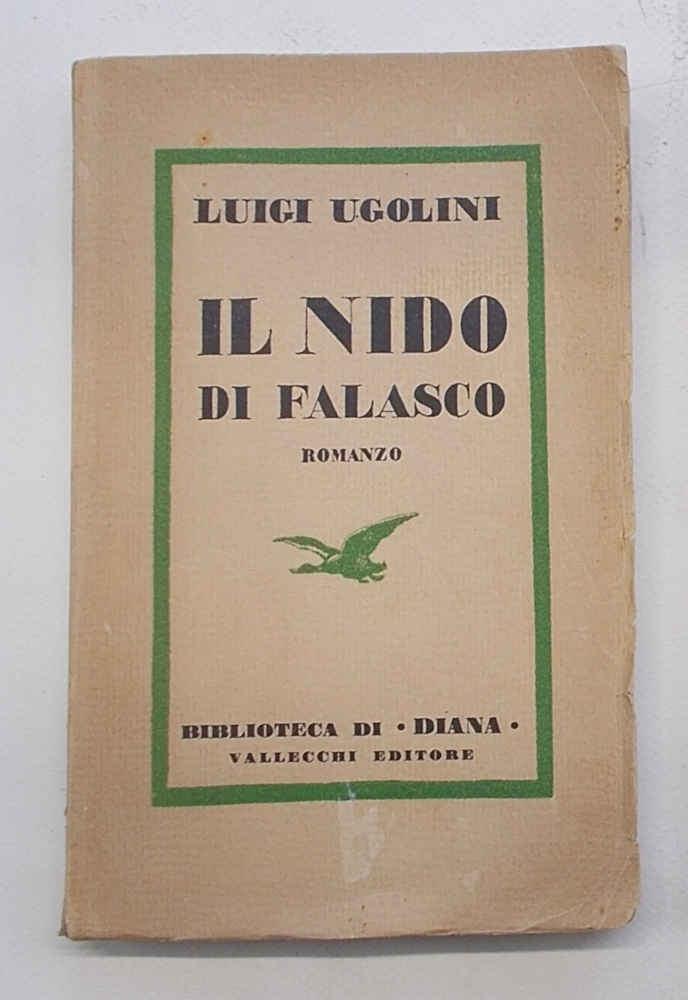 LUIGI UGOLINI
IL NIDO
DI FALASCO
ROMANZO
BIBLIOTECA DI • DIANA •
VALLECCHI EDITORE